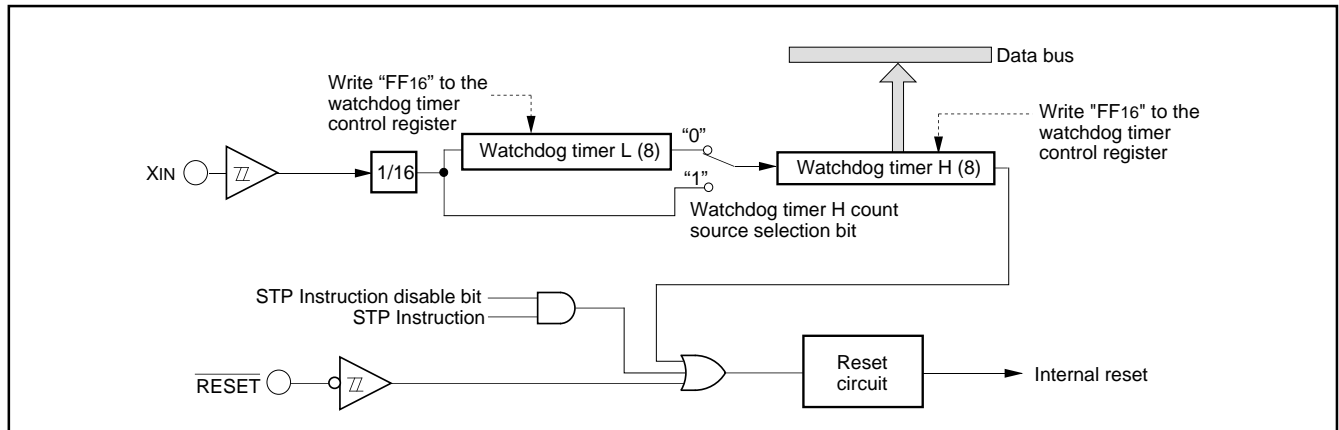 Data bus
Write “FF16” to the
watchdog timer
control register
Write "FF16" to the
watchdog timer
control register
“0”
Watchdog timer L (8)
Watchdog timer H (8)
XIN
1/16
“1”
Watchdog timer H count
source selection bit
STP Instruction disable bit
STP Instruction
RESET
Reset
circuit
Internal reset